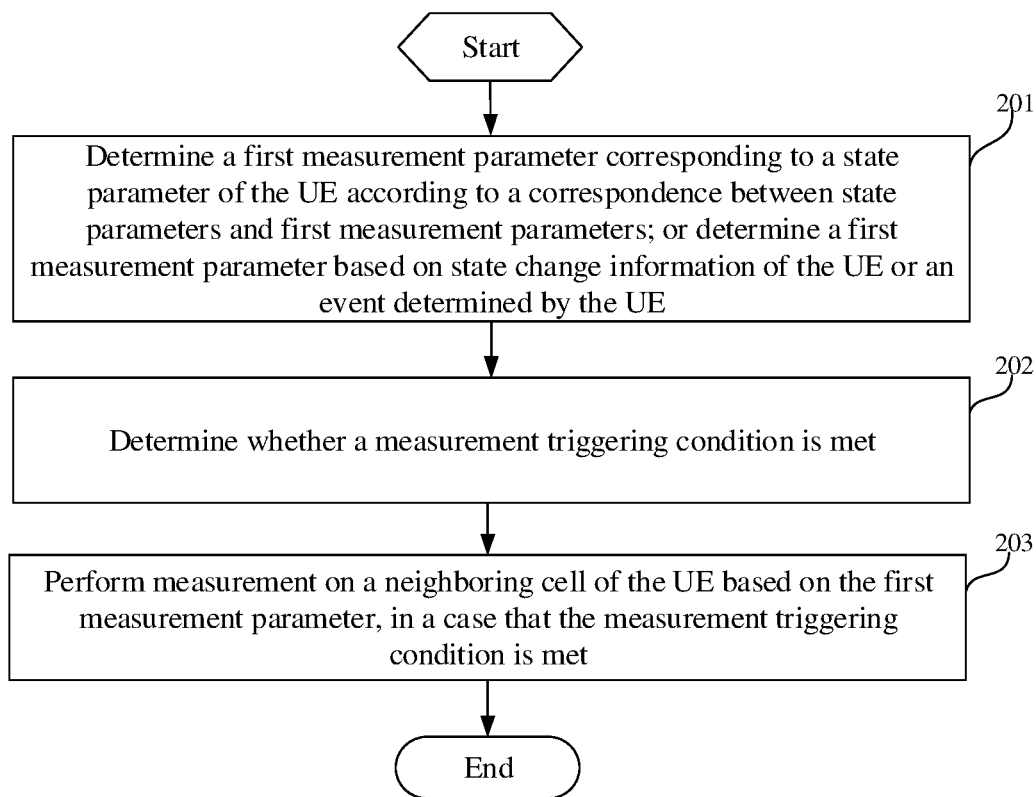 Start
201
Determine a first measurement parameter corresponding to a state
parameter of the UE according to a correspondence between state
parameters and first measurement parameters; or determine a first
measurement parameter based on state change information of the UE or an
event determined by the UE
202
Determine whether a measurement triggering condition is met
203
Perform measurement on a neighboring cell of the UE based on the first
measurement parameter, in a case that the measurement triggering
condition is met
End